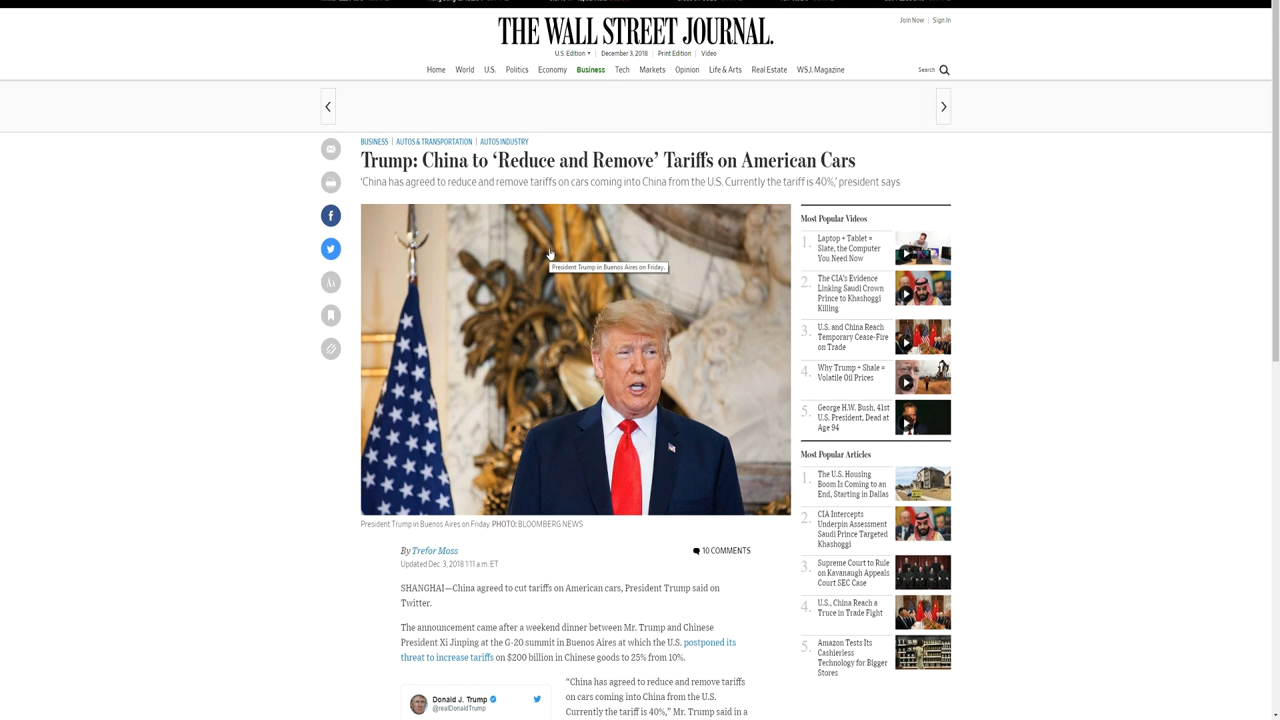 Join Now | Sign In
THE WALL STREET JOURNAL.
U.S. Edition ▾ | December 3, 2018 | Print Edition | Video
Home World U.S. Politics Economy Business Tech Markets Opinion Life & Arts Real Estate WSJ. Magazine Search
BUSINESS | AUTOS & TRANSPORTATION | AUTOS INDUSTRY
Trump: China to ‘Reduce and Remove’ Tariffs on American Cars
‘China has agreed to reduce and remove tariffs on cars coming into China from the U.S. Currently the tariff is 40%,’ president says
President Trump in Buenos Aires on Friday.
President Trump in Buenos Aires on Friday. PHOTO: BLOOMBERG NEWS
By Trefor Moss
10 COMMENTS
Updated Dec. 3, 2018 1:11 a.m. ET
SHANGHAI—China agreed to cut tariffs on American cars, President Trump said on
Twitter.
The announcement came after a weekend dinner between Mr. Trump and Chinese
President Xi Jinping at the G-20 summit in Buenos Aires at which the U.S. postponed its
threat to increase tariffs on $200 billion in Chinese goods to 25% from 10%.
Donald J. Trump
@realDonaldTrump
“China has agreed to reduce and remove tariffs
on cars coming into China from the U.S.
Currently the tariff is 40%,” Mr. Trump said in a
Most Popular Videos
1. Laptop + Tablet =
Slate, the Computer
You Need Now
2. The CIA's Evidence
Linking Saudi Crown
Prince to Khashoggi
Killing
3. U.S. and China Reach
Temporary Cease-Fire
on Trade
4. Why Trump + Shale =
Volatile Oil Prices
5. George H.W. Bush, 41st
U.S. President, Dead at
Age 94
Most Popular Articles
1. The U.S. Housing
Boom Is Coming to an
End, Starting in Dallas
2. CIA Intercepts
Underpin Assessment
Saudi Prince Targeted
Khashoggi
3. Supreme Court to Rule
on Kavanaugh Appeals
Court SEC Case
4. U.S., China Reach a
Truce in Trade Fight
5. Amazon Tests Its
Cashierless
Technology for Bigger
Stores